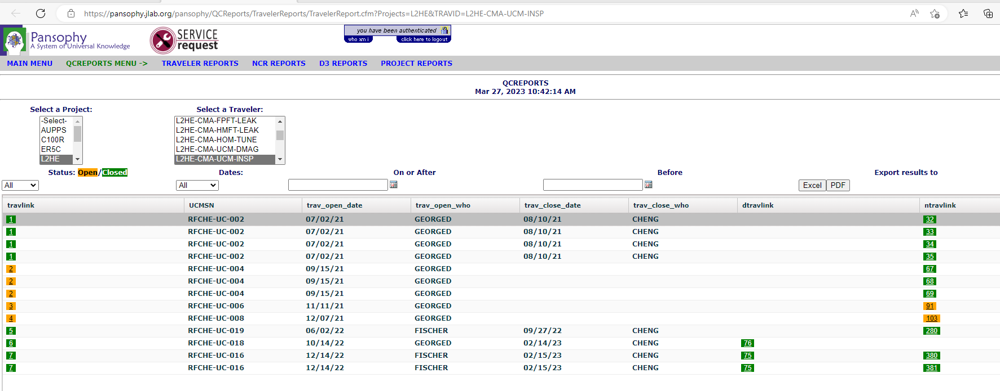 https://pansophy.jlab.org/pansophy/QCReports/TravelerReports/TravelerReport.cfm?Projects=L2HE&TRAVID=L2HE-CMA-UCM-INSP
Pansophy
A System of Universal Knowledge
SERVICE
request
you have been authenticated
who am i click here to logout
MAIN MENU QCREPORTS MENU -> TRAVELER REPORTS NCR REPORTS D3 REPORTS PROJECT REPORTS
QCREPORTS
Mar 27, 2023 10:42:14 AM
Select a Project: Select a Traveler:
-Select- L2HE-CMA-FPFT-LEAK
AUPPS L2HE-CMA-HMFT-LEAK
C100R L2HE-CMA-HOM-TUNE
ER5C L2HE-CMA-UCM-DMAG
L2HE L2HE-CMA-UCM-INSP
Status: Open/Closed Dates: On or After Before Export results to
All All Excel PDF
travlink UCMSN trav_open_date trav_open_who trav_close_date trav_close_who dtravlink ntravlink
1 RFCHE-UC-002 07/02/21 GEORGED 08/10/21 CHENG 32
1 RFCHE-UC-002 07/02/21 GEORGED 08/10/21 CHENG 33
1 RFCHE-UC-002 07/02/21 GEORGED 08/10/21 CHENG 34
1 RFCHE-UC-002 07/02/21 GEORGED 08/10/21 CHENG 35
2 RFCHE-UC-004 09/15/21 GEORGED 67
2 RFCHE-UC-004 09/15/21 GEORGED 68
2 RFCHE-UC-004 09/15/21 GEORGED 69
3 RFCHE-UC-006 11/11/21 GEORGED 91
4 RFCHE-UC-008 12/07/21 GEORGED 103
5 RFCHE-UC-019 06/02/22 FISCHER 09/27/22 CHENG 280
6 RFCHE-UC-018 10/14/22 GEORGED 02/14/23 CHENG 76
7 RFCHE-UC-016 12/14/22 FISCHER 02/15/23 CHENG 75 380
7 RFCHE-UC-016 12/14/22 FISCHER 02/15/23 CHENG 75 381